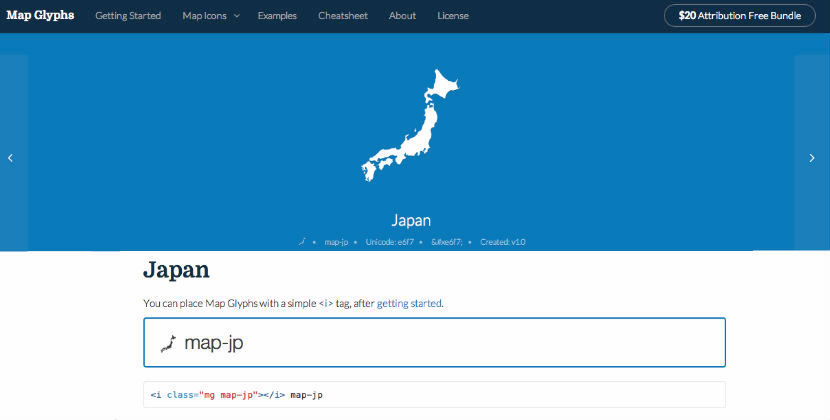 Map Glyphs Getting Started Map Icons Examples Cheatsheet About License $20 Attribution Free Bundle
Japan
map-jp • Unicode: e6f7 • &#xe6f7; • Created: v1.0
Japan
You can place Map Glyphs with a simple <i> tag, after getting started.
map-jp
<i class="mg map-jp"></i> map-jp